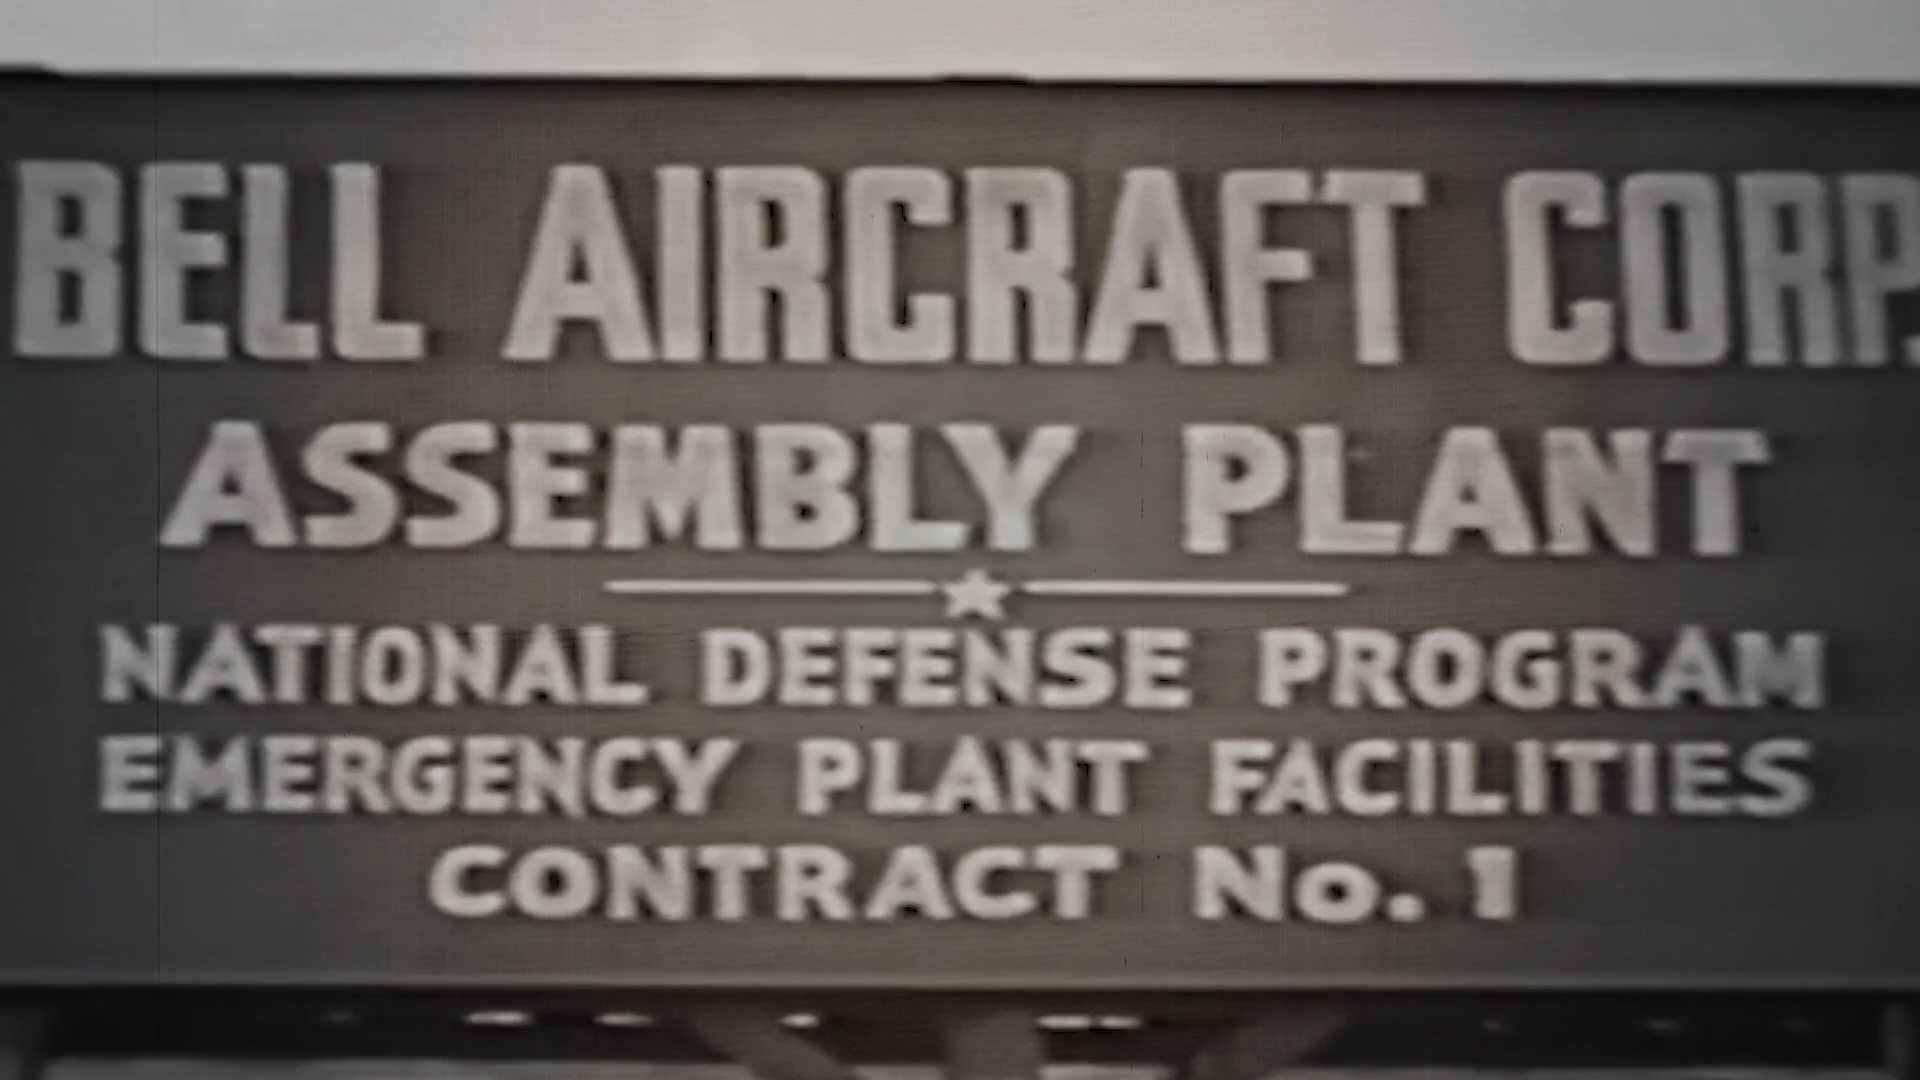 BELL AIRCRAFT CORP.
ASSEMBLY PLANT
NATIONAL DEFENSE PROGRAM
EMERGENCY PLANT FACILITIES
CONTRACT No. 1